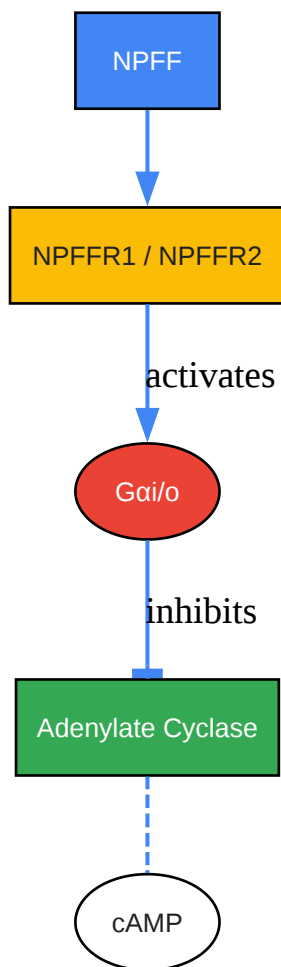 NPFF
NPFFR1 / NPFFR2
activates
Gαi/o
inhibits
Adenylate Cyclase
cAMP